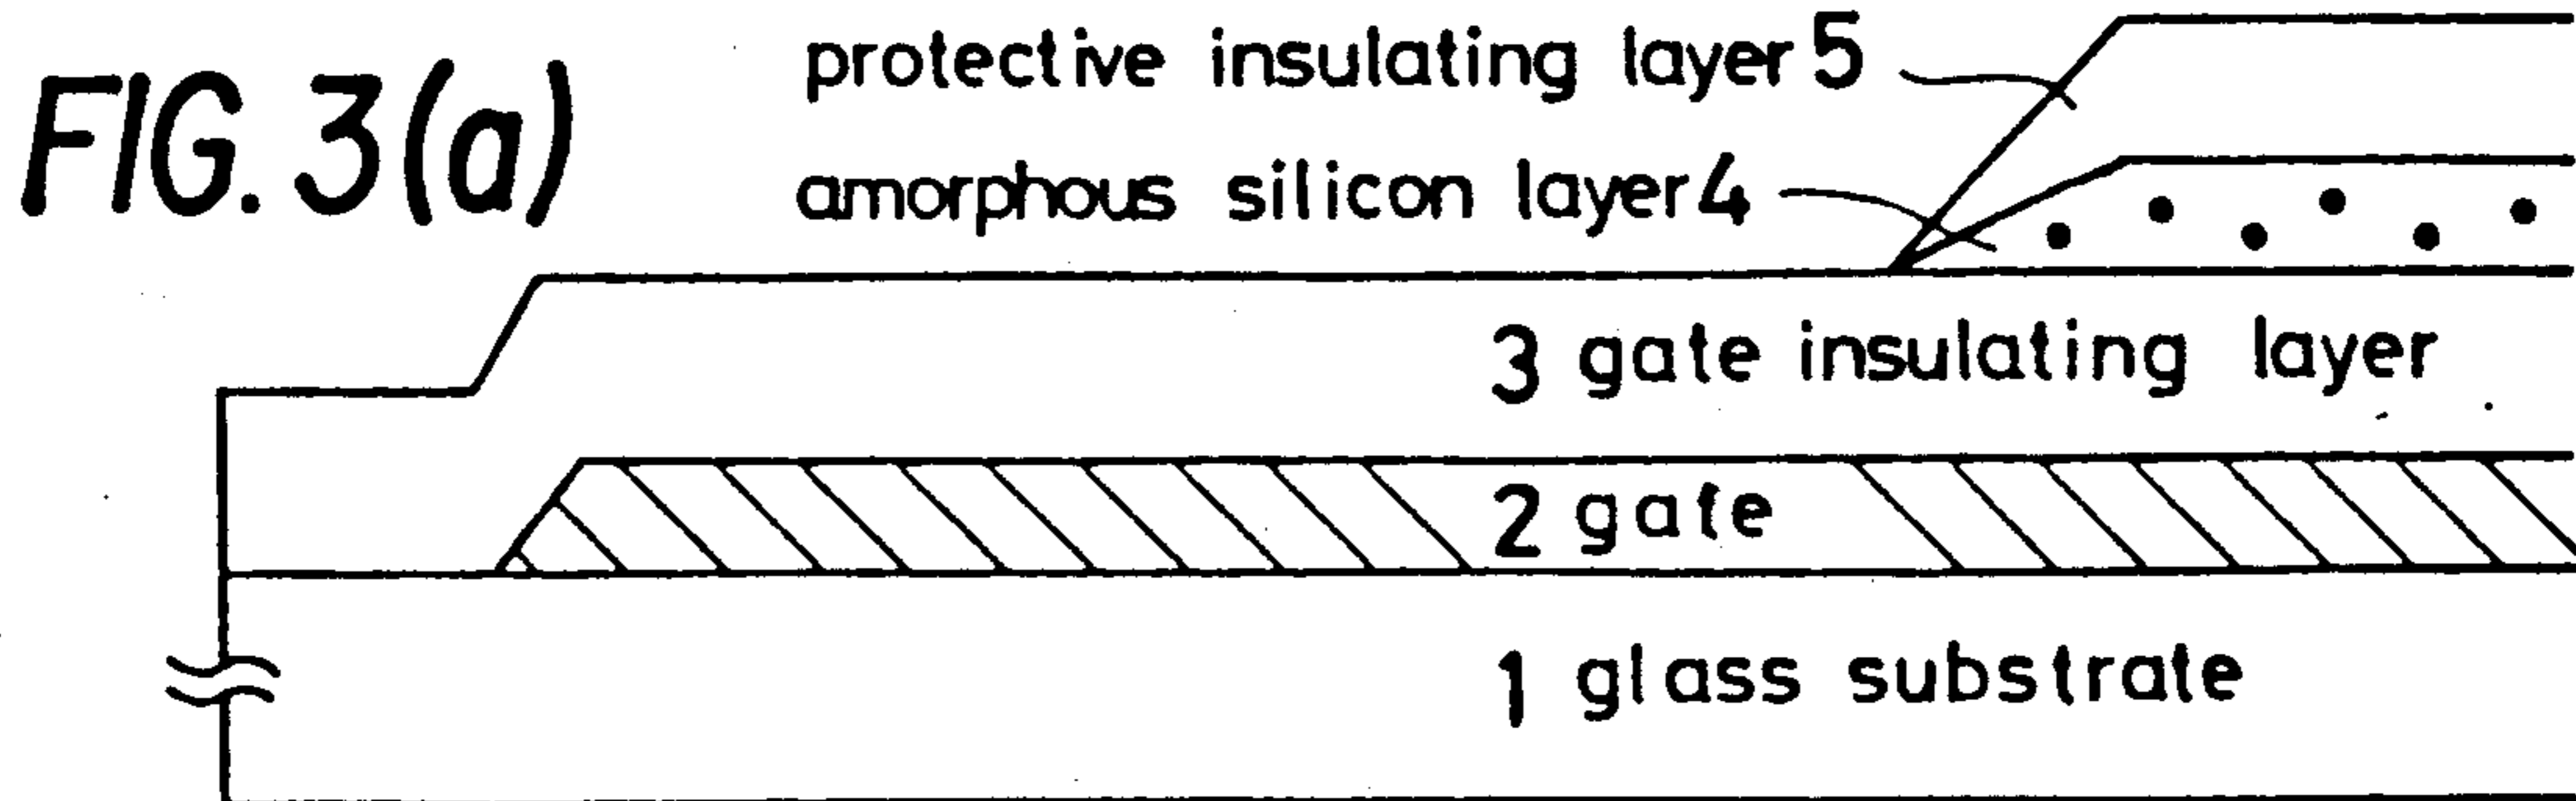 FIG. 3(a)
protective insulating layer 5
amorphous silicon layer 4
3 gate insulating layer
2 gate
1 glass substrate